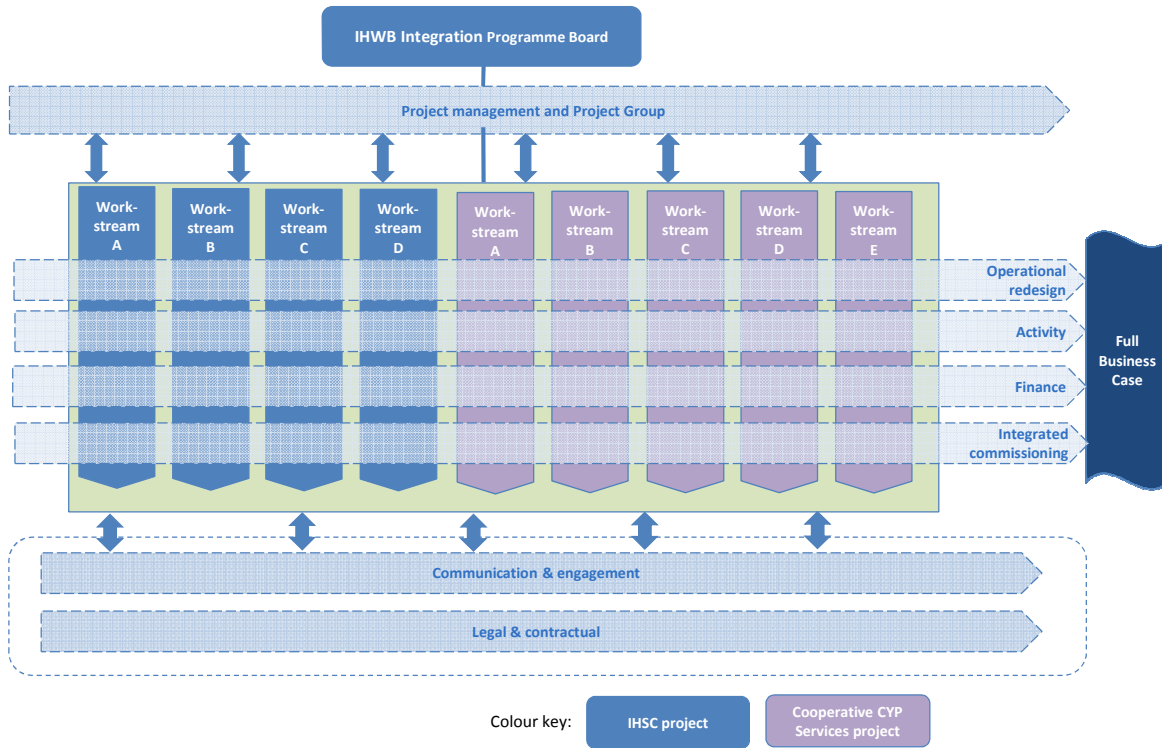 IHWB Integration Programme Board
Project management and Project Group
Work-
stream
A
Work-
stream
B
Work-
stream
C
Work-
stream
D
Work-
stream
A
Work-
stream
B
Work-
stream
C
Work-
stream
D
Work-
stream
E
Operational
redesign
Activity
Finance
Integrated
commissioning
Full
Business
Case
Communication & engagement
Legal & contractual
Colour key:
IHSC project
Cooperative CYP
Services project